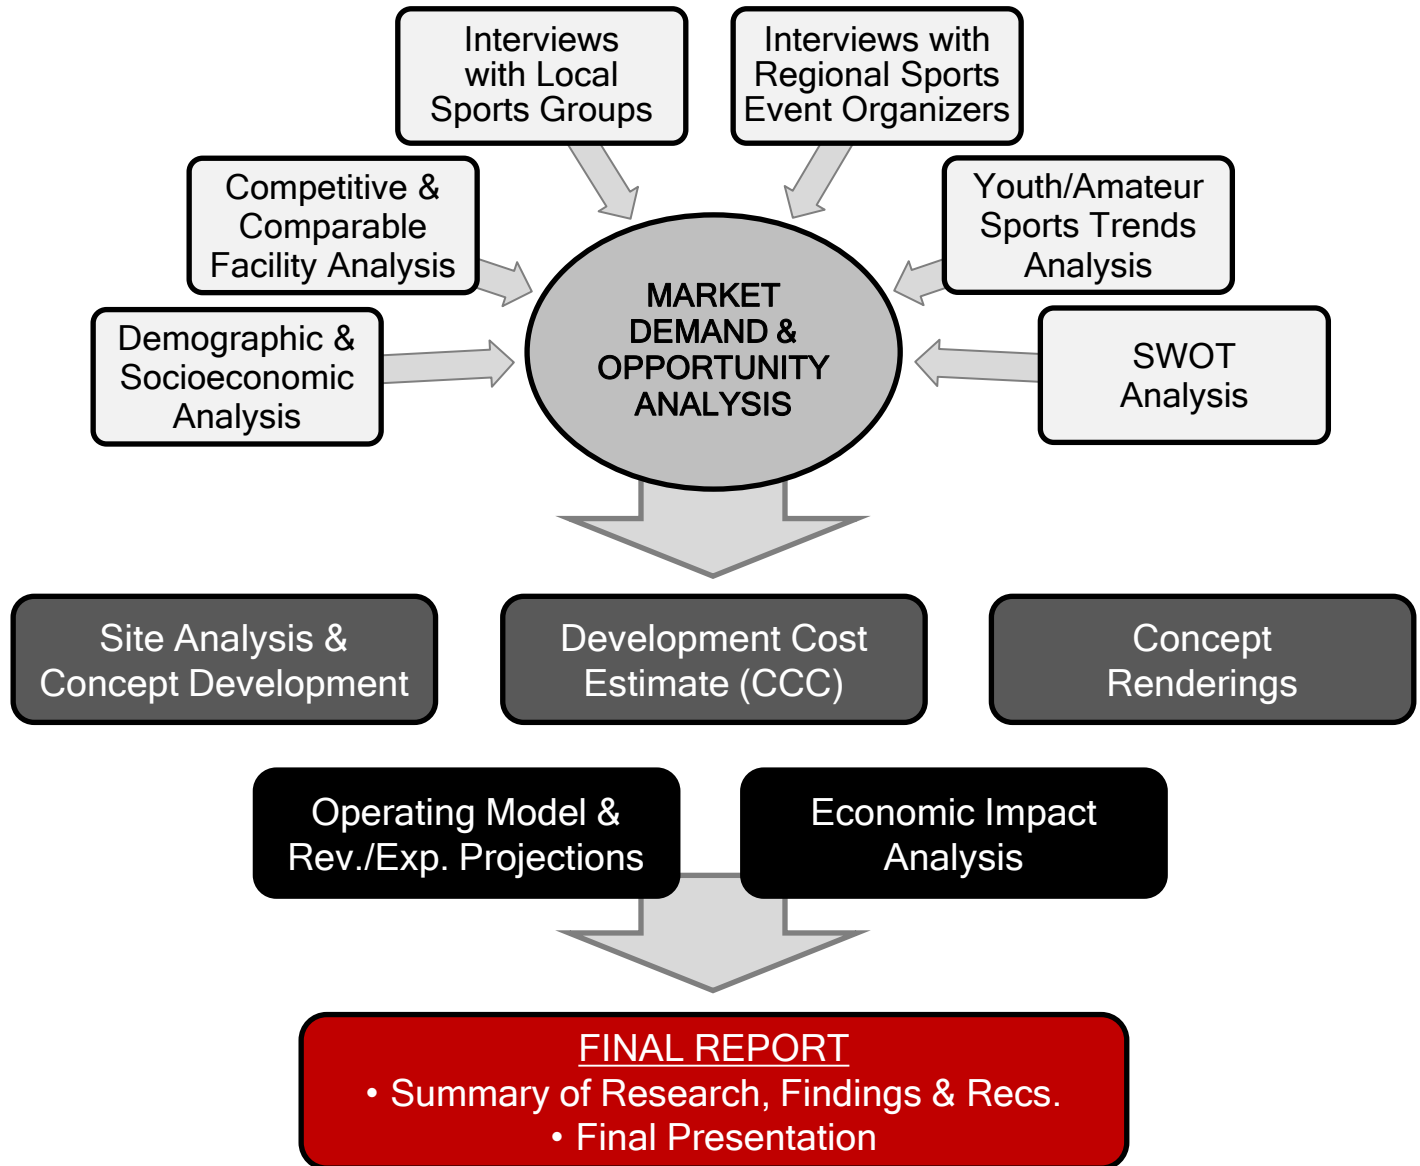 Interviews
with Local
Sports Groups
Interviews with
Regional Sports
Event Organizers
Competitive &
Comparable
Facility Analysis
Youth/Amateur
Sports Trends
Analysis
Demographic &
Socioeconomic
Analysis
MARKET
DEMAND &
OPPORTUNITY
ANALYSIS
SWOT
Analysis
Site Analysis &
Concept Development
Development Cost
Estimate (CCC)
Concept
Renderings
Operating Model &
Rev./Exp. Projections
Economic Impact
Analysis
FINAL REPORT
• Summary of Research, Findings & Recs.
• Final Presentation